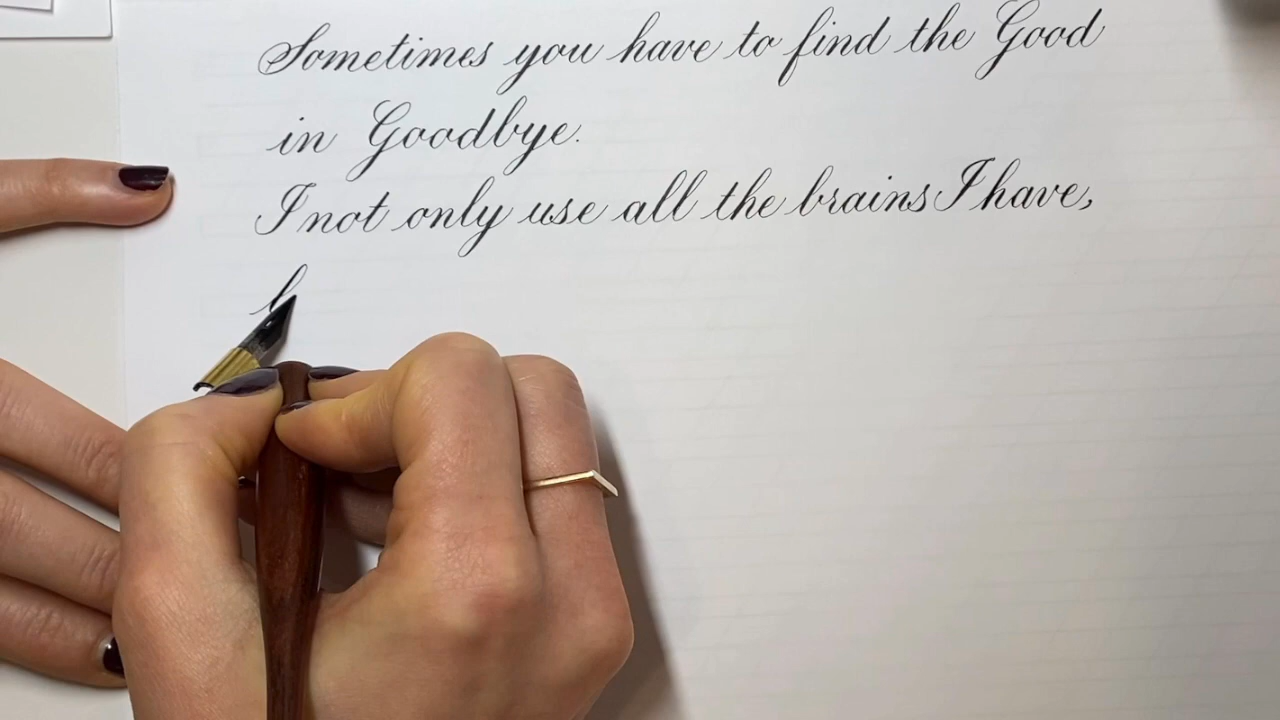 Sometimes you have to find the Good
in Goodbye.
I not only use all the brains I have,